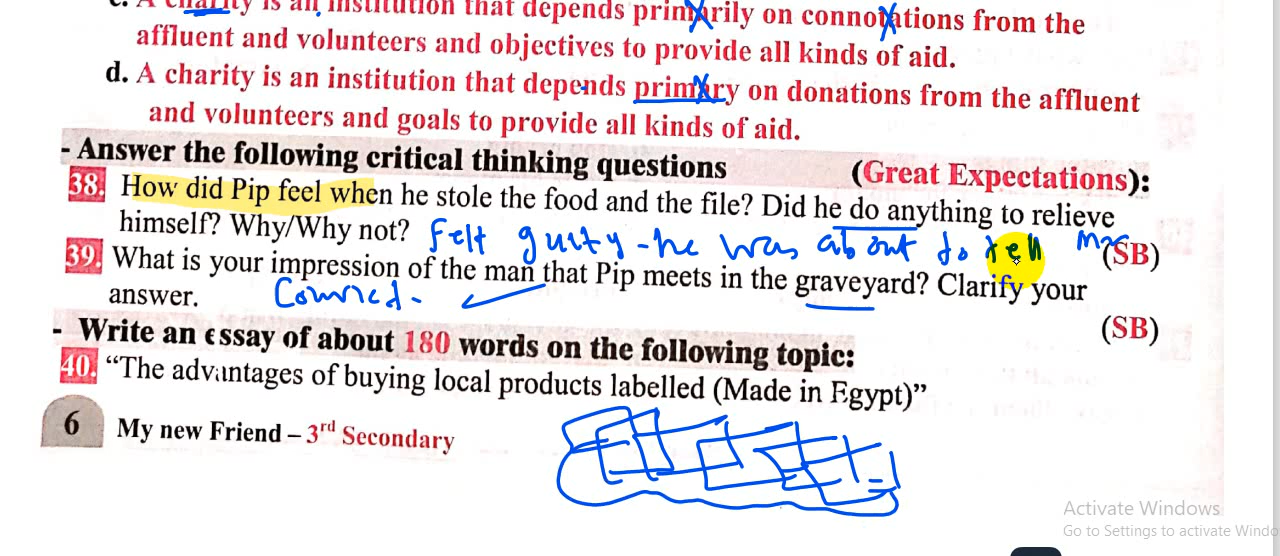 c. A charity is an institution that depends primarily on connotations from the
affluent and volunteers and objectives to provide all kinds of aid.
d. A charity is an institution that depends primary on donations from the affluent
and volunteers and goals to provide all kinds of aid.
- Answer the following critical thinking questions (Great Expectations):
38. How did Pip feel when he stole the food and the file? Did he do anything to relieve
himself? Why/Why not? felt guity - he was about to tell (SB)
39. What is your impression of the man that Pip meets in the graveyard? Clarify your
answer. (SB)
- Write an essay of about 180 words on the following topic:
40. “The advantages of buying local products labelled (Made in Egypt)”
6 My new Friend – 3rd Secondary
Activate Windows
Go to Settings to activate Windo